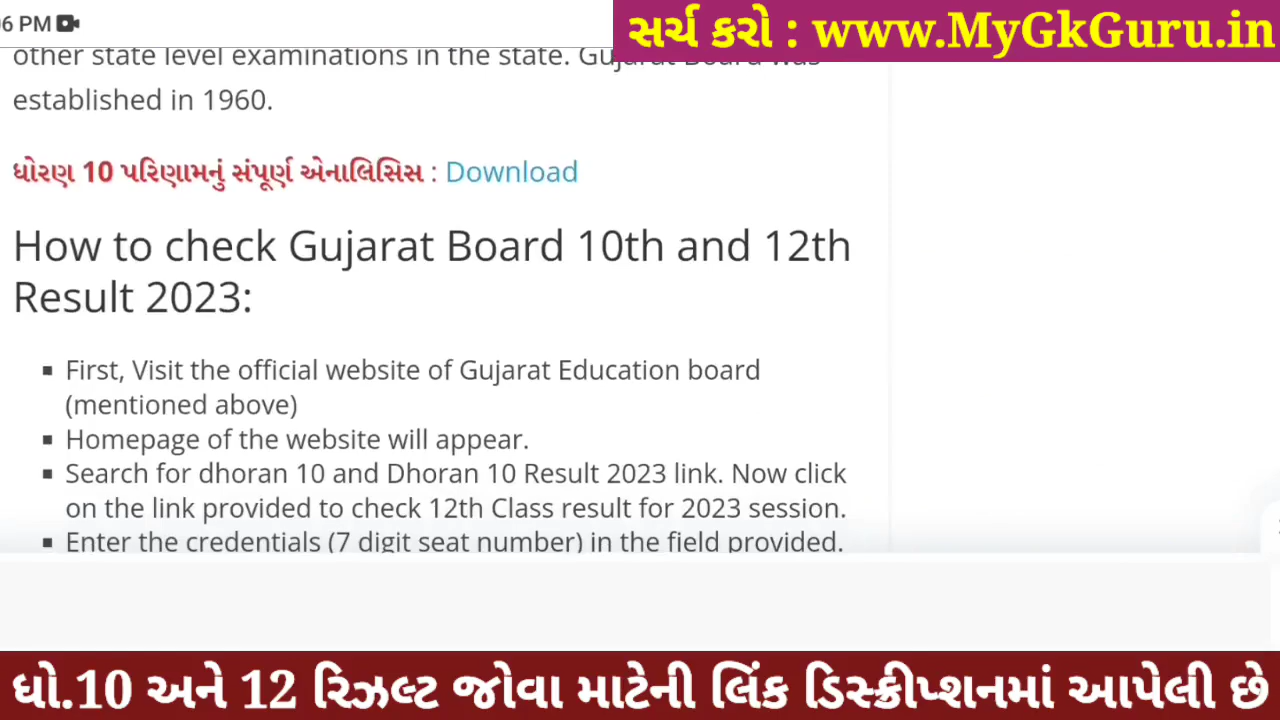 06 PM
સર્ચ કરો : www.MyGkGuru.in
other state level examinations in the state. Gujarat Board was
established in 1960.
ધોરણ 10 પરિણામનું સંપૂર્ણ એનાલિસિસ : Download
How to check Gujarat Board 10th and 12th
Result 2023:
▪ First, Visit the official website of Gujarat Education board
(mentioned above)
▪ Homepage of the website will appear.
▪ Search for dhoran 10 and Dhoran 10 Result 2023 link. Now click
on the link provided to check 12th Class result for 2023 session.
▪ Enter the credentials (7 digit seat number) in the field provided.
ધો.10 અને 12 રિઝલ્ટ જોવા માટેની લિંક ડિસ્ક્રીપ્શનમાં આપેલી છે